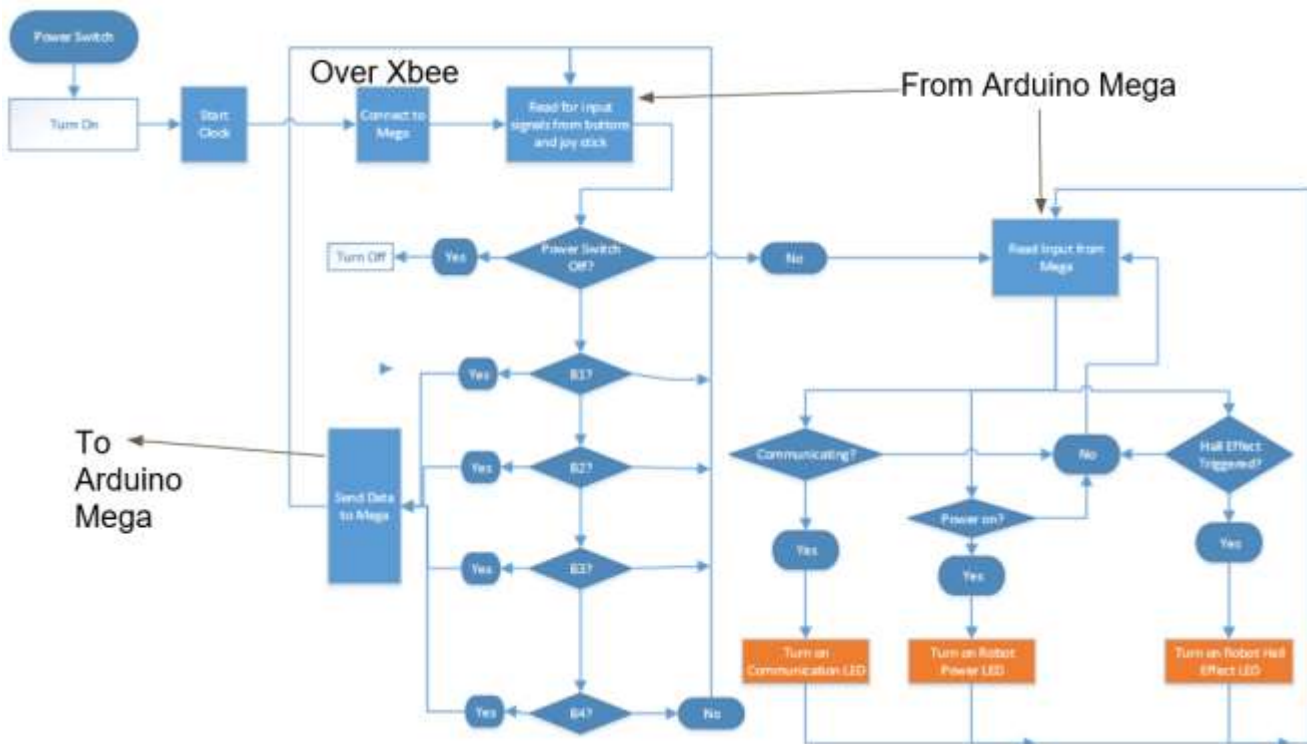 Power Switch
Over Xbee
From Arduino Mega
Turn On
Start
Clock
Connect to
Mega
Read for input
signals from buttom
and joy stick
Turn Off
Yes
Power Switch
Off?
No
Read Input from
Mega
Yes
B1?
To
Arduino
Mega
Send Data
to Mega
Yes
B2?
Yes
B3?
Yes
B4?
No
Communicating?
No
Hall Effect
Triggered?
Power on?
Yes
Yes
Yes
Turn on
Communication LED
Turn on Robot
Power LED
Turn on Robot Hall
Effect LED